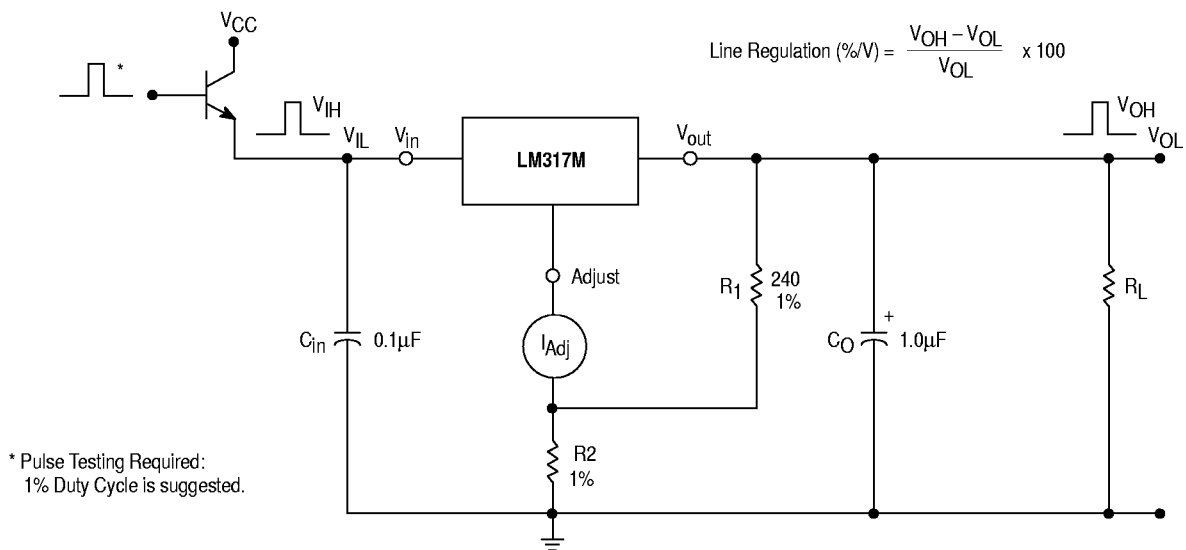 VCC
Line Regulation (%/V) = VOH – VOL / VOL x 100
*
VIH
VIL
Vin
LM317M
Vout
VOH
VOL
Adjust
R1
240
1%
RL
Cin
0.1µF
IAdj
CO
+
1.0µF
R2
1%
* Pulse Testing Required:
1% Duty Cycle is suggested.